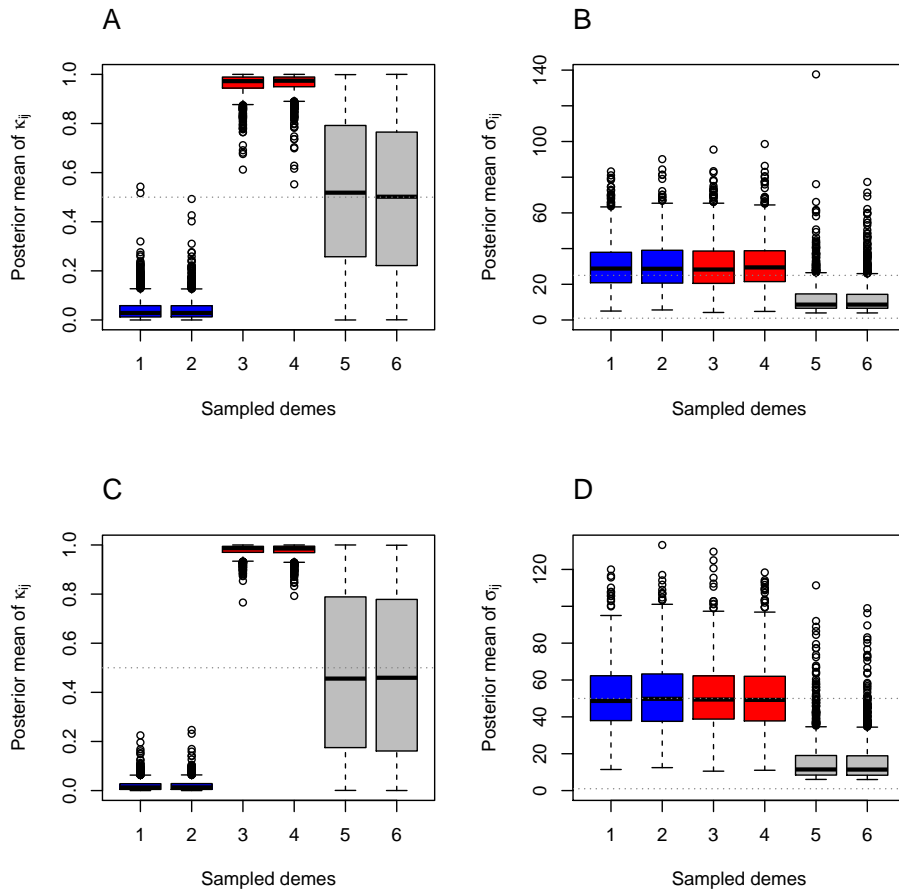 A
Posterior mean of κij
1.0
0.8
0.6
0.4
0.2
0.0
1 2 3 4 5 6
Sampled demes
B
Posterior mean of σij
140
100
60
20
0
1 2 3 4 5 6
Sampled demes
C
Posterior mean of κij
1.0
0.8
0.6
0.4
0.2
0.0
1 2 3 4 5 6
Sampled demes
D
Posterior mean of σij
120
80
60
40
20
0
1 2 3 4 5 6
Sampled demes